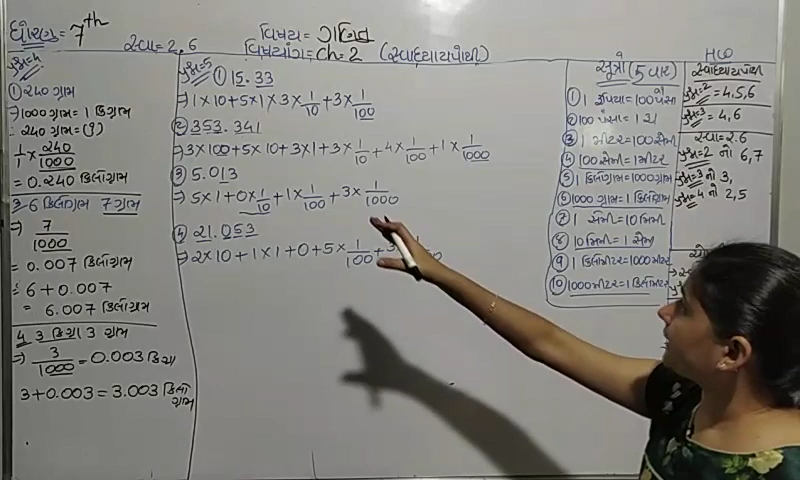 ધોરણ = 7th
સ્વા = 2, 6
વિષય = ગણિત
વિષયાંગ = Ch = 2 (સ્વાધ્યાયપોથી)
પ્રશ્ન = 4
① 240 ગ્રામ
⇒ 1000 ગ્રામ = 1 કિગ્રામ
∴ 240 ગ્રામ = (?)
1/1 × 240/1000
= 0.240 કિલોગ્રામ
3 6 કિલોગ્રામ 7 ગ્રામ
⇒ 7/1000
= 0.007 કિલોગ્રામ
∴ 6 + 0.007
= 6.007 કિલોગ્રામ
4 3 કિગ્રા 3 ગ્રામ
⇒ 3/1000 = 0.003 કિગ્રા
3 + 0.003 = 3.003 કિલોગ્રામ
પ્રશ્ન = 5
① 15.33
⇒ 1 × 10 + 5 × 1 × 3 × 1/10 + 3 × 1/100
② 353.341
⇒ 3 × 100 + 5 × 10 + 3 × 1 + 3 × 1/10 + 4 × 1/100 + 1 × 1/1000
③ 5.013
⇒ 5 × 1 + 0 × 1/10 + 1 × 1/100 + 3 × 1/1000
④ 21.053
⇒ 2 × 10 + 1 × 1 + 0 + 5 × 1/100 +
સૂત્રો (5 વાર)
① 1 રૂપિયા = 100 પૈસા
② 100 પૈસા = 1 રૂ
③ 1 મીટર = 100 સેમી
④ 100 સેમી = 1 મીટર
⑤ 1 કિલોગ્રામ = 1000 ગ્રામ
⑥ 1000 ગ્રામ = 1 કિલોગ્રામ
⑦ 1 સેમી = 10 મિમી
⑧ 10 મિમી = 1 સેમી
⑨ 1 કિલોમીટર = 1000 મીટર
⑩ 1000 મીટર = 1 કિલોમીટર
HW
સ્વાધ્યાયપોથી
પ્રશ્ન = 2 = 4, 5, 6
પ્રશ્ન = 3 = 4, 6
સ્વા = 2.6
પ્રશ્ન = 2 નો 6, 7
પ્રશ્ન = 3 નો 3,
પ્રશ્ન = 4 નો 2, 5